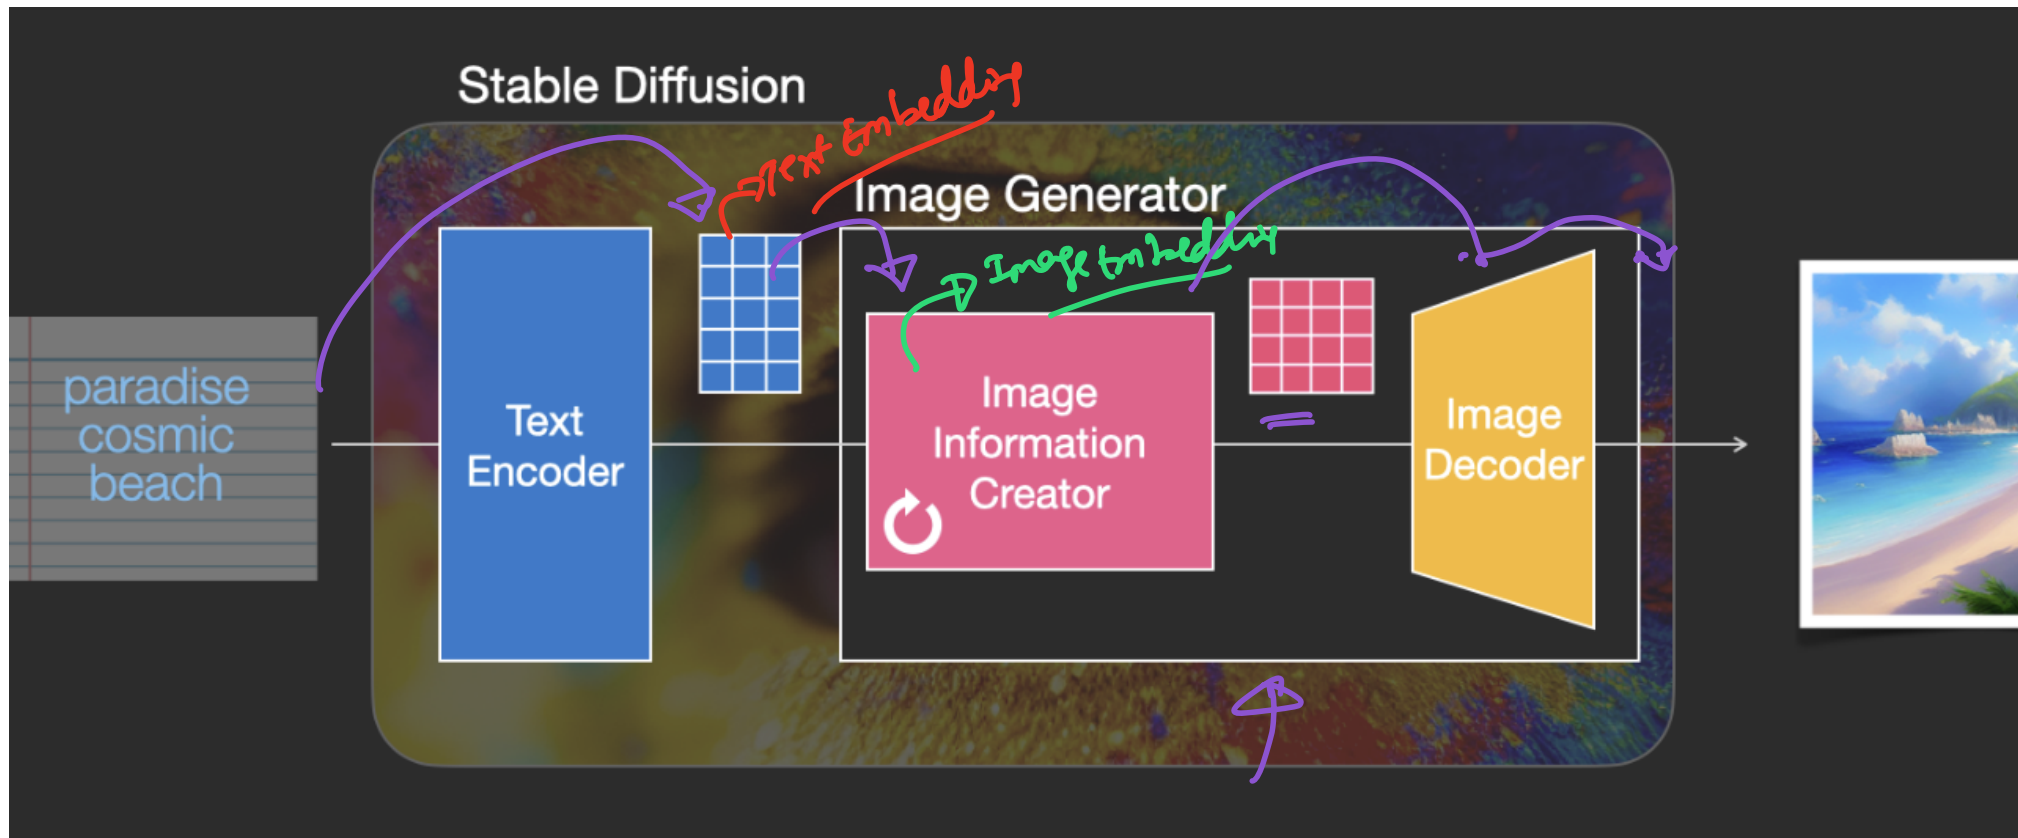 Stable Diffusion
Text Embedding
Image Generator
Image Embedding
paradise
cosmic
beach
Text
Encoder
Image
Information
Creator
Image
Decoder